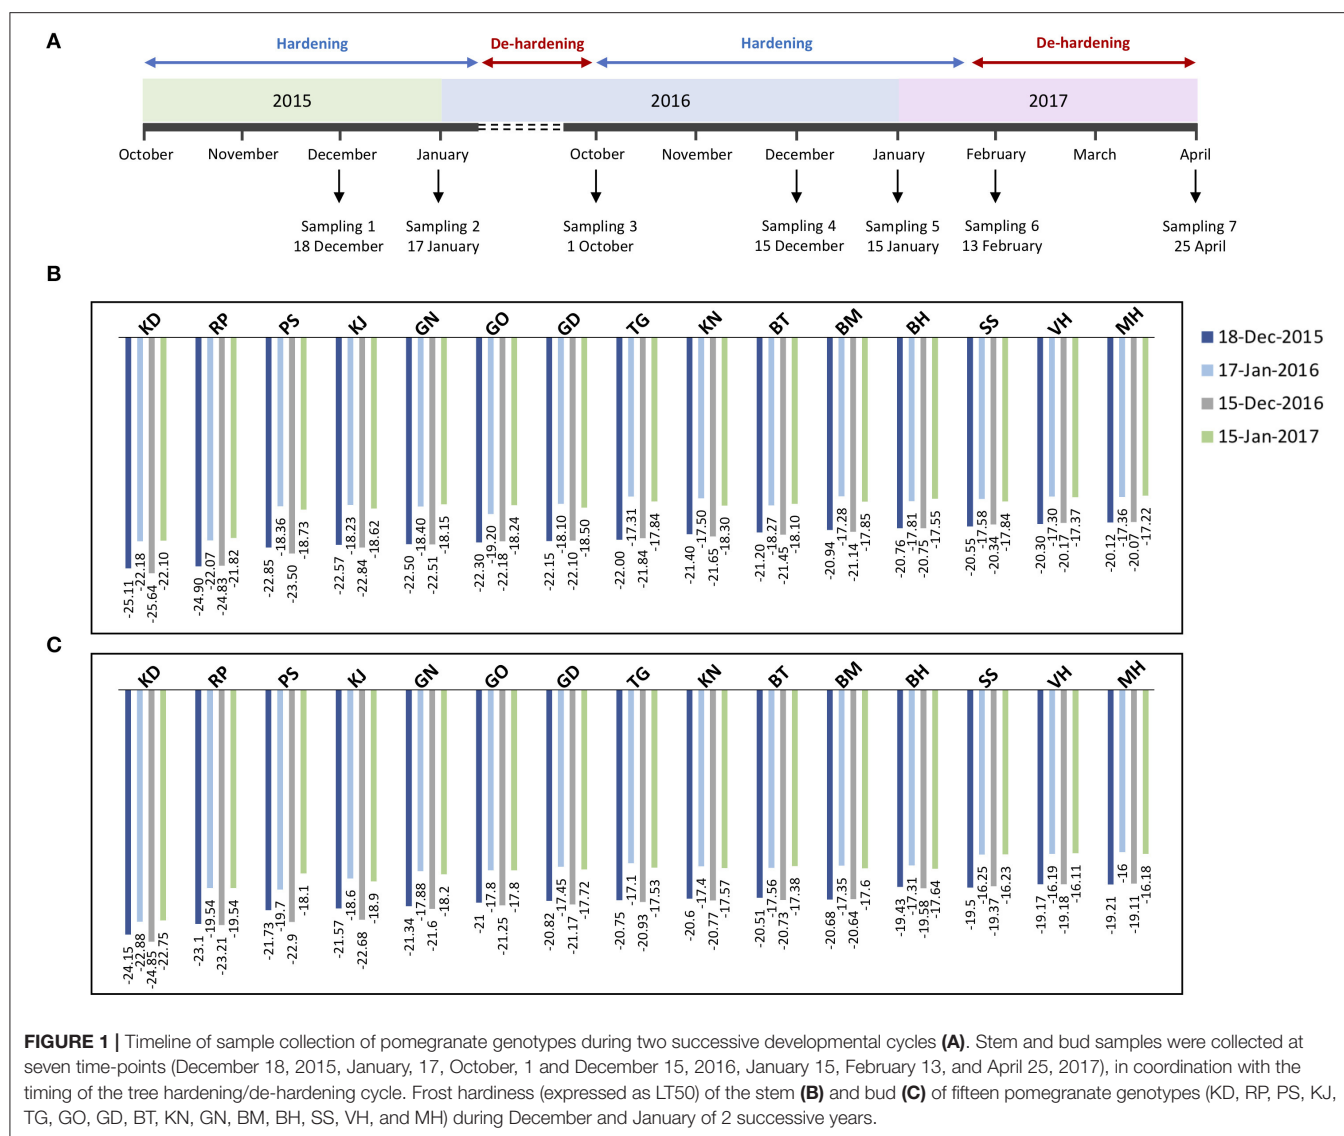 A
Hardening De-hardening Hardening De-hardening
2015 2016 2017
October November December January October November December January February March April
Sampling 1 Sampling 2 Sampling 3 Sampling 4 Sampling 5 Sampling 6 Sampling 7
18 December 17 January 1 October 15 December 15 January 13 February 25 April
B
KD RP PS KJ GN GO GD TG KN BT BM BH SS VH MH
-25.11 -22.18 -25.64 -22.10
-24.90 -22.07 -24.83 -21.82
-22.85 -18.36 -23.50 -18.73
-22.57 -18.23 -22.84 -18.62
-22.50 -18.40 -22.51 -18.15
-22.30 -19.20 -22.18 -18.24
-22.15 -18.10 -22.10 -18.50
-22.00 -17.31 -21.84 -17.84
-21.40 -17.50 -21.65 -18.30
-21.20 -18.27 -21.45 -18.10
-20.94 -17.28 -21.14 -17.85
-20.76 -17.81 -20.75 -17.55
-20.55 -17.58 -20.34 -17.84
-20.30 -17.30 -20.17 -17.37
-20.12 -17.36 -20.07 -17.22
18-Dec-2015
17-Jan-2016
15-Dec-2016
15-Jan-2017
C
KD RP PS KJ GN GO GD TG KN BT BM BH SS VH MH
-24.15 -22.88 -24.85 -22.75
-23.1 -19.54 -23.21 -19.54
-21.73 -19.7 -22.9 -18.1
-21.57 -18.6 -22.68 -18.9
-21.34 -17.88 -21.6 -18.2
-21 -17.8 -21.25 -17.8
-20.82 -17.45 -21.17 -17.72
-20.75 -17.1 -20.93 -17.53
-20.6 -17.4 -20.77 -17.57
-20.51 -17.56 -20.73 -17.38
-20.68 -17.35 -20.64 -17.6
-19.43 -17.31 -19.58 -17.64
-19.5 -16.25 -19.37 -16.23
-19.17 -16.19 -19.18 -16.11
-19.21 -16 -19.11 -16.18
FIGURE 1 | Timeline of sample collection of pomegranate genotypes during two successive developmental cycles (A). Stem and bud samples were collected at
seven time-points (December 18, 2015, January, 17, October, 1 and December 15, 2016, January 15, February 13, and April 25, 2017), in coordination with the
timing of the tree hardening/de-hardening cycle. Frost hardiness (expressed as LT50) of the stem (B) and bud (C) of fifteen pomegranate genotypes (KD, RP, PS, KJ,
TG, GO, GD, BT, KN, GN, BM, BH, SS, VH, and MH) during December and January of 2 successive years.